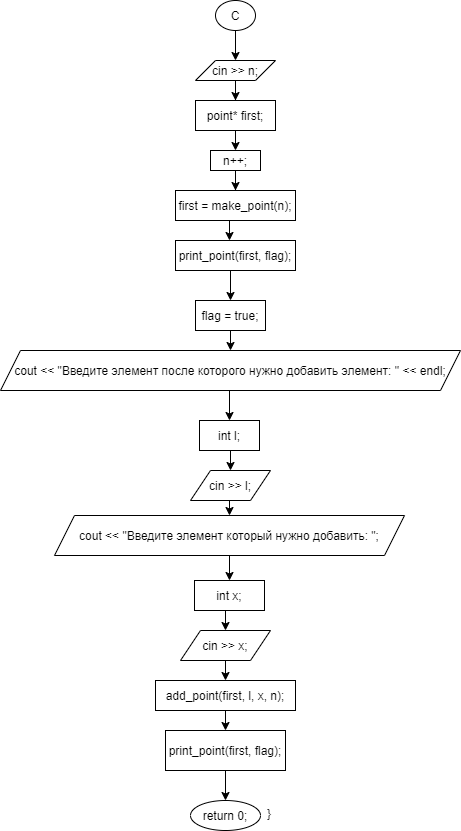 C
cin >> n;
point* first;
n++;
first = make_point(n);
print_point(first, flag);
flag = true;
cout << "Введите элемент после которого нужно добавить элемент: " << endl;
int l;
cin >> l;
cout << "Введите элемент который нужно добавить: ";
int x;
cin >> x;
add_point(first, l, x, n);
print_point(first, flag);
return 0; }